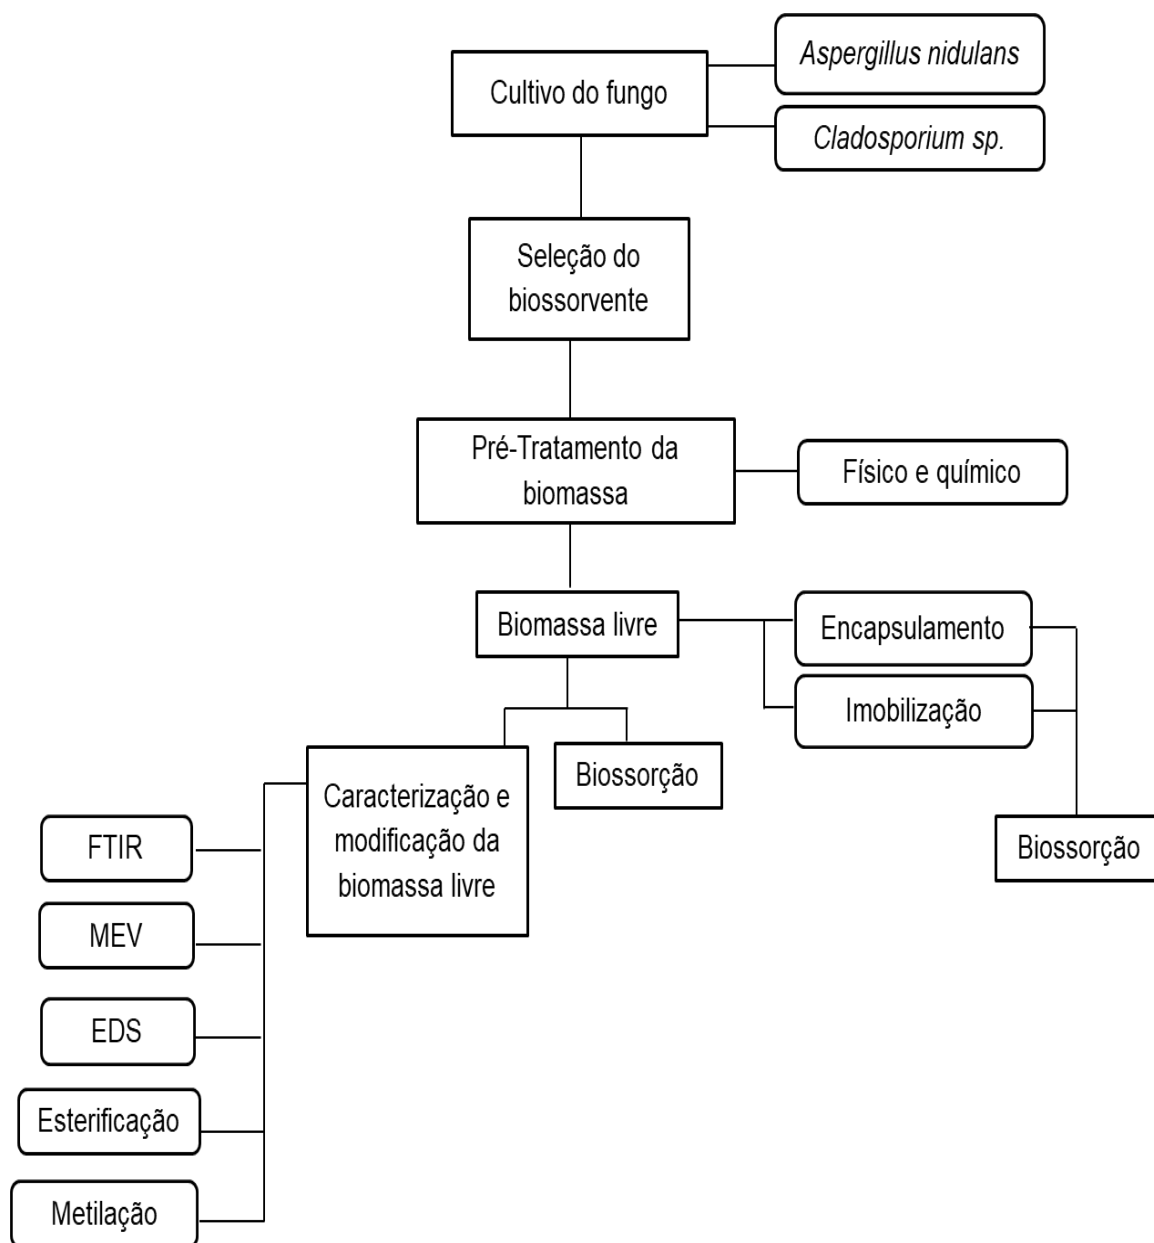 Cultivo do fungo
Aspergillus nidulans
Cladosporium sp.
Seleção do
biossorvente
Pré-Tratamento da
biomassa
Físico e químico
Biomassa livre
Encapsulamento
Imobilização
Biossorção
Biossorção
Caracterização e
modificação da
biomassa livre
FTIR
MEV
EDS
Esterificação
Metilação